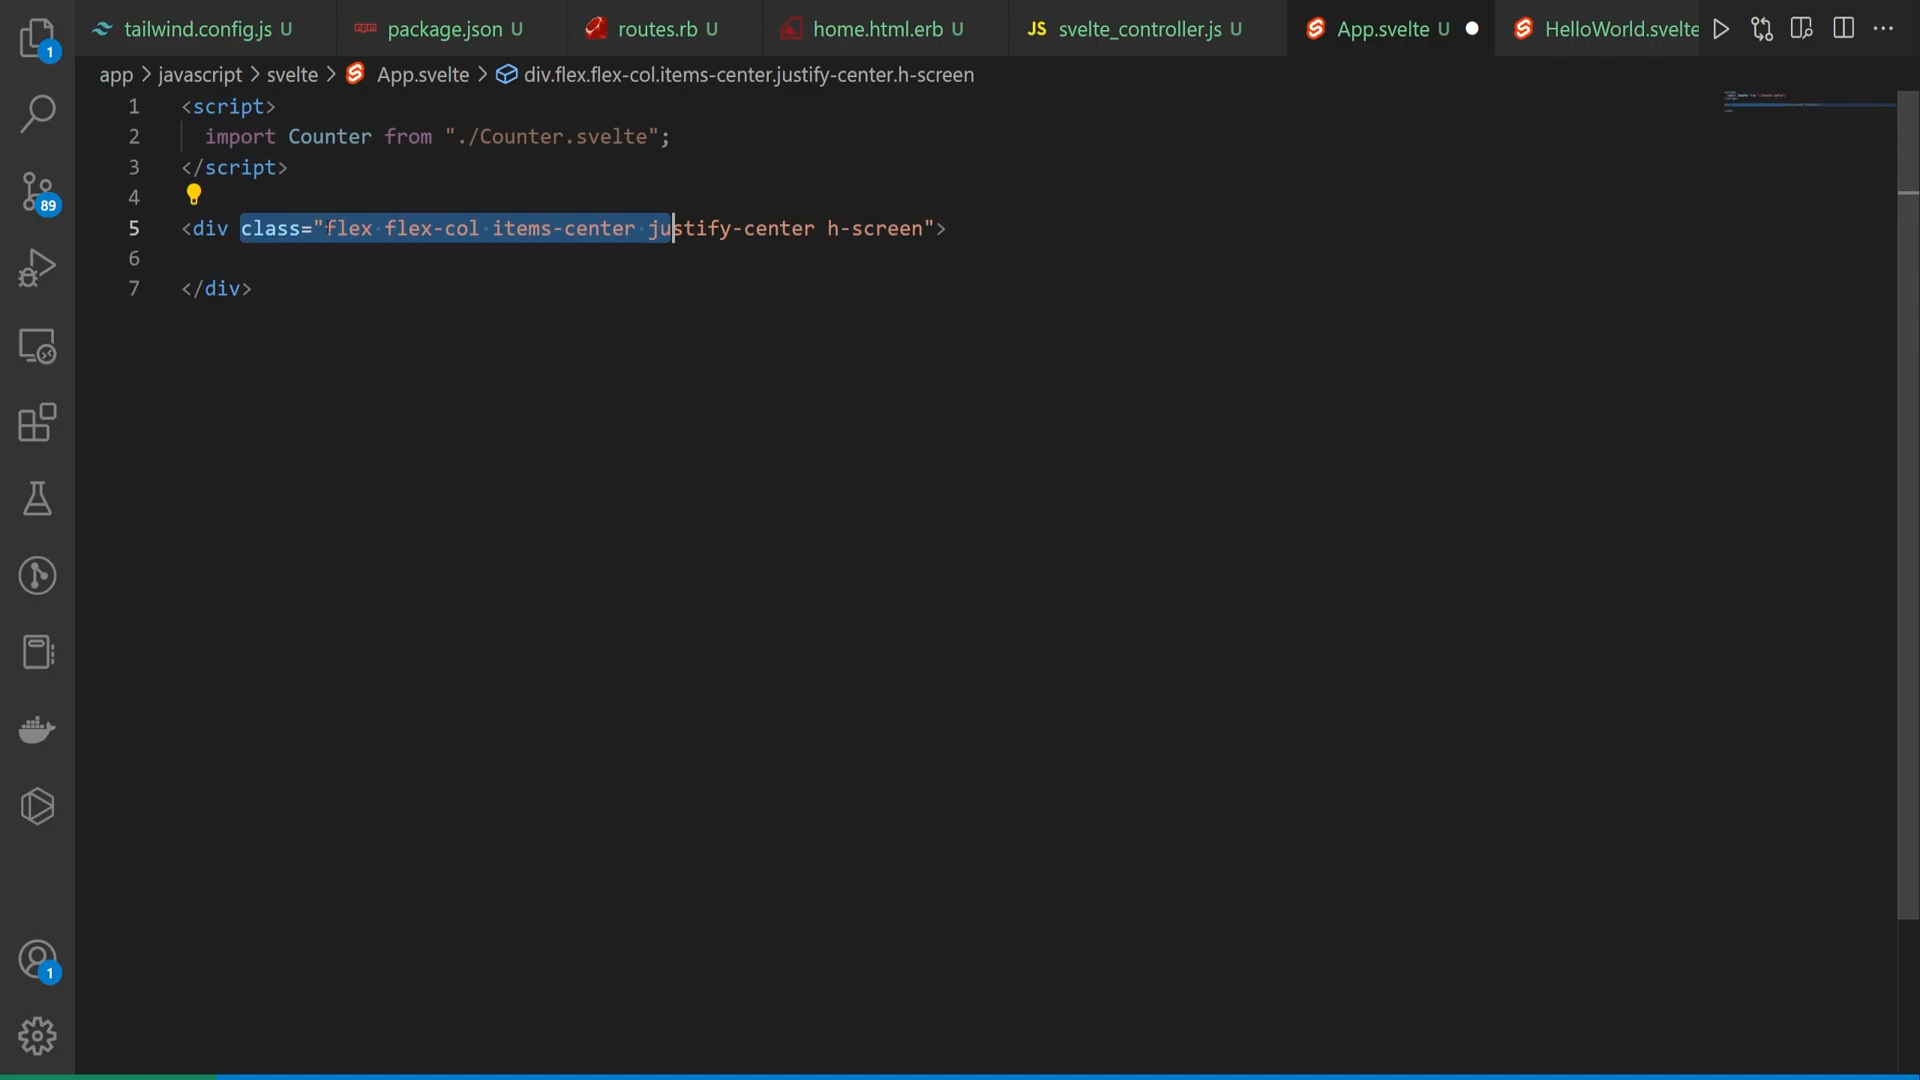 tailwind.config.js U
package.json U
routes.rb U
home.html.erb U
JS svelte_controller.js U
App.svelte U
HelloWorld.svelte
app > javascript > svelte > App.svelte > div.flex.flex-col.items-center.justify-center.h-screen
1 <script>
2 import Counter from "./Counter.svelte";
3 </script>
4
5 <div class="flex flex-col items-center justify-center h-screen">
6
7 </div>
1
89
1